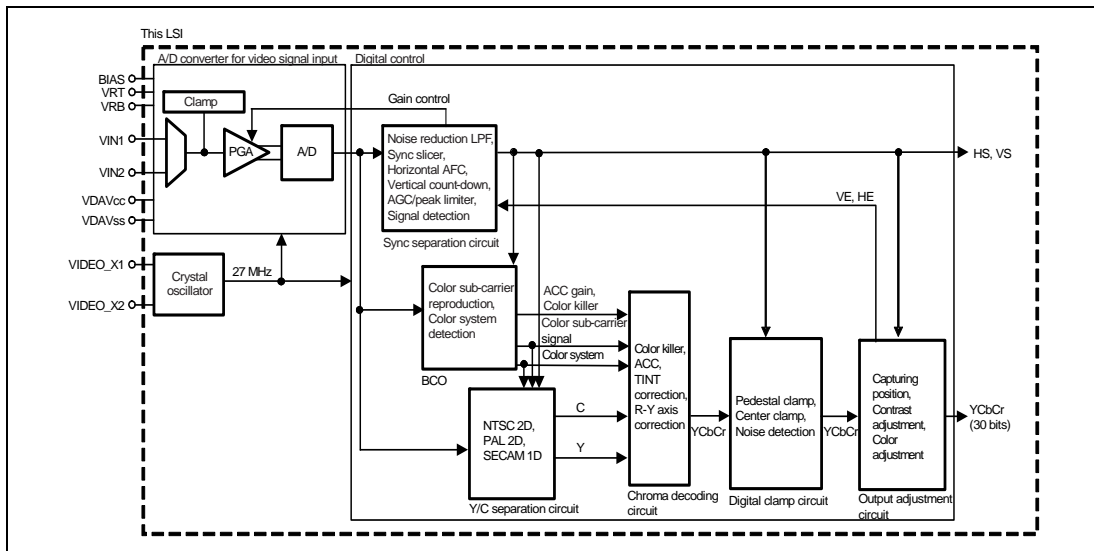 This LSI
A/D converter for video signal input
Digital control
BIAS
VRT
VRB
VIN1
VIN2
VDAVcc
VDAVss
Clamp
PGA
A/D
Gain control
Noise reduction LPF,
Sync slicer,
Horizontal AFC,
Vertical count-down,
AGC/peak limiter,
Signal detection
Sync separation circuit
HS, VS
VE, HE
VIDEO_X1
VIDEO_X2
Crystal
oscillator
27 MHz
Color sub-carrier
reproduction,
Color system
detection
BCO
ACC gain,
Color killer
Color sub-carrier
signal
Color system
NTSC 2D,
PAL 2D,
SECAM 1D
Y/C separation circuit
C
Y
Color killer,
ACC,
TINT
correction,
R-Y axis
correction
Chroma decoding
circuit
YCbCr
Pedestal clamp,
Center clamp,
Noise detection
Digital clamp circuit
YCbCr
Capturing
position,
Contrast
adjustment,
Color
adjustment
Output adjustment
circuit
YCbCr
(30 bits)